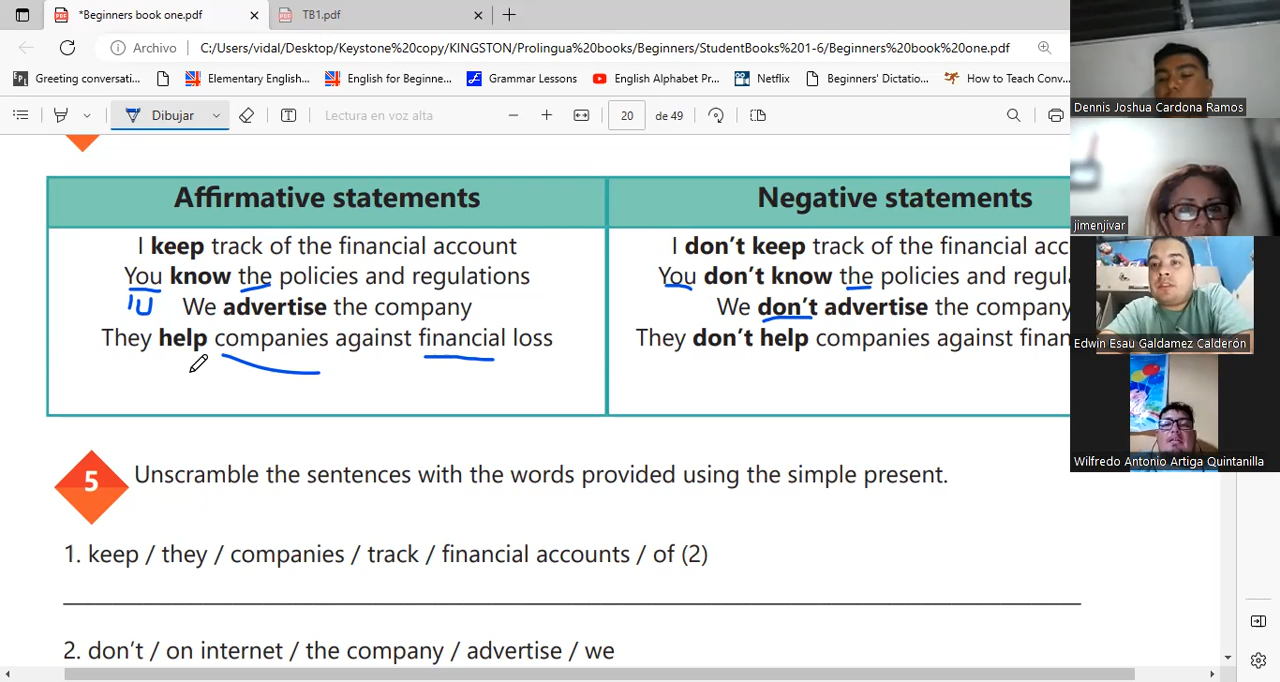 *Beginners book one.pdf
TB1.pdf
Archivo
C:/Users/vidal/Desktop/Keystone%20copy/KINGSTON/Prolingua%20books/Beginners/StudentBooks%201-6/Beginners%20book%20one.pdf
Greeting conversati...
Elementary English...
English for Beginne...
Grammar Lessons
English Alphabet Pr...
Netflix
Beginners' Dictatio...
How to Teach Conv...
Dibujar
Lectura en voz alta
20
de 49
Affirmative statements
I keep track of the financial account
You know the policies and regulations
IU
We advertise the company
They help companies against financial loss
Negative statements
I don't keep track of the financial acc
You don't know the policies and regul
We don't advertise the company
They don't help companies against finan
5
Unscramble the sentences with the words provided using the simple present.
1. keep / they / companies / track / financial accounts / of (2)
2. don't / on internet / the company / advertise / we
Dennis Joshua Cardona Ramos
jimenjivar
Edwin Esau Galdamez Calderón
Wilfredo Antonio Artiga Quintanilla